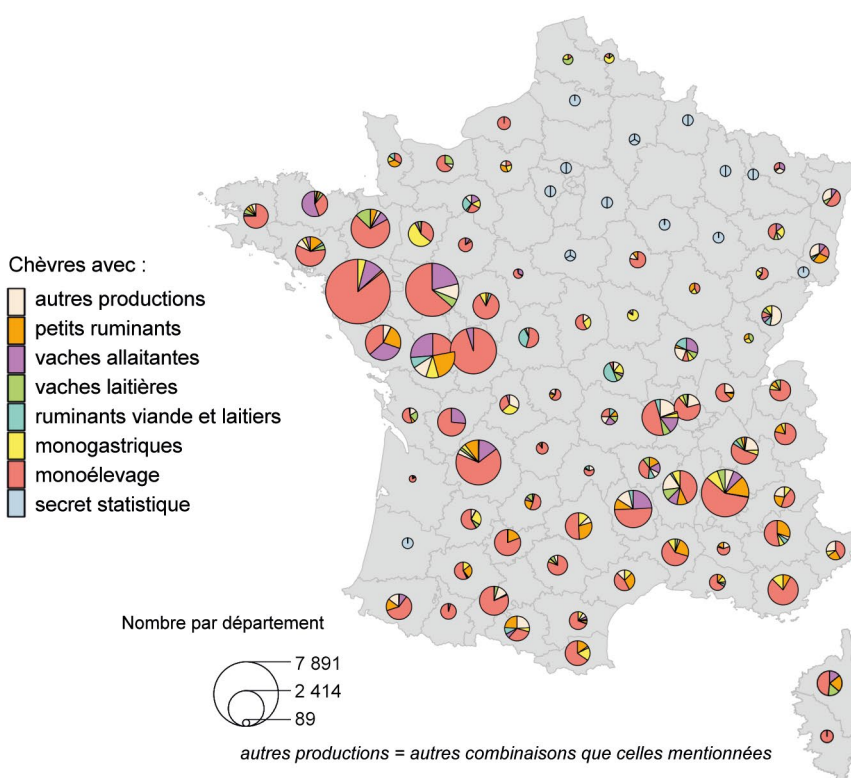 Chèvres avec :
autres productions
petits ruminants
vaches allaitantes
vaches laitières
ruminants viande et laitiers
monogastriques
monoélevage
secret statistique
Nombre par département
7 891
2 414
89
autres productions = autres combinaisons que celles mentionnées